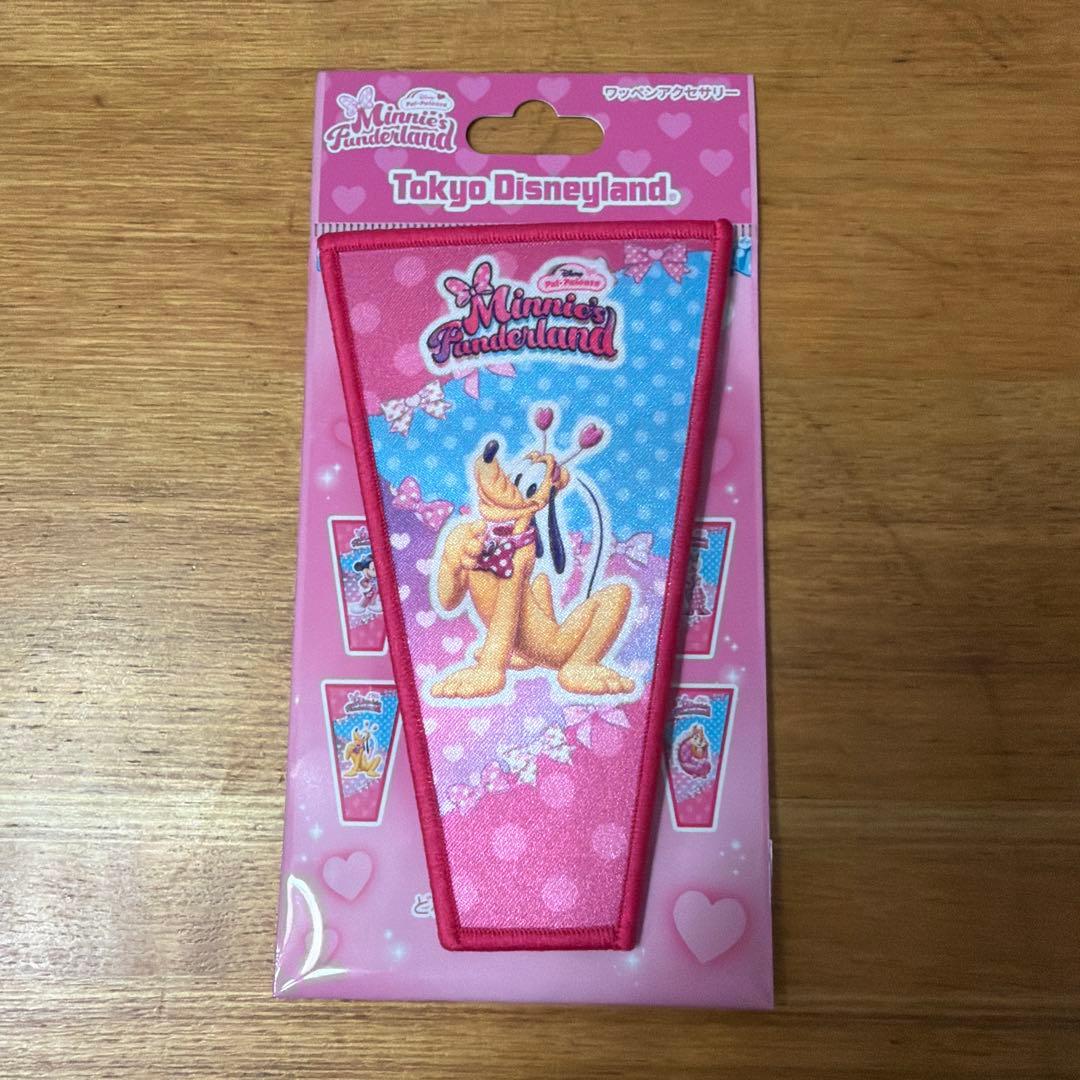 Disney
Pal-Palooza
Minnie's
Funderland
ワッペンアクセサリー
Tokyo Disneyland®
Disney
Pal-Palooza
Minnie's
Funderland
ど